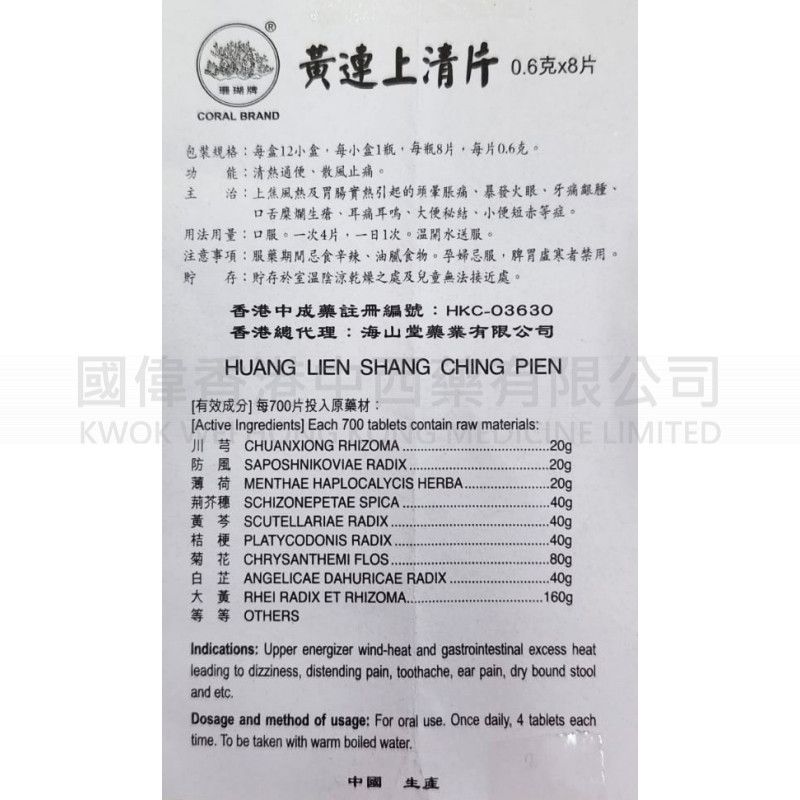 ®
珊瑚牌
CORAL BRAND
黃連上清片 0.6克x8片
包裝規格：每盒12小盒，每小盒1瓶，每瓶8片，每片0.6克。
功 能：清熱通便、散風止痛。
主 治：上焦風熱及胃腸實熱引起的頭暈脹痛、暴發火眼、牙痛齦腫、
口舌糜爛生瘡、耳痛耳鳴、大便秘結、小便短赤等症。
用法用量：口服。一次4片，一日1次。溫開水送服。
注意事項：服藥期間忌食辛辣、油膩食物。孕婦忌服，脾胃虛寒者禁用。
貯 存：貯存於室溫陰涼乾燥之處及兒童無法接近處。
香港中成藥註冊編號：HKC-03630
香港總代理：海山堂藥業有限公司
HUANG LIEN SHANG CHING PIEN
國偉香港中西藥有限公司
[有效成分] 每700片投入原藥材：
[Active Ingredients] Each 700 tablets contain raw materials:
KWOK WAI HONG KONG MEDICINE LIMITED
川 芎 CHUANXIONG RHIZOMA ..............................20g
防 風 SAPOSHNIKOVIAE RADIX ..............................20g
薄 荷 MENTHAE HAPLOCALYCIS HERBA..................20g
荊芥穗 SCHIZONEPETAE SPICA ..............................40g
黃 芩 SCUTELLARIAE RADIX ..............................40g
桔 梗 PLATYCODONIS RADIX ..............................40g
菊 花 CHRYSANTHEMI FLOS ..............................80g
白 芷 ANGELICAE DAHURICAE RADIX ....................40g
大 黃 RHEI RADIX ET RHIZOMA..............................160g
等 等 OTHERS
Indications: Upper energizer wind-heat and gastrointestinal excess heat
leading to dizziness, distending pain, toothache, ear pain, dry bound stool
and etc.
Dosage and method of usage: For oral use. Once daily, 4 tablets each
time. To be taken with warm boiled water.
中國 生產